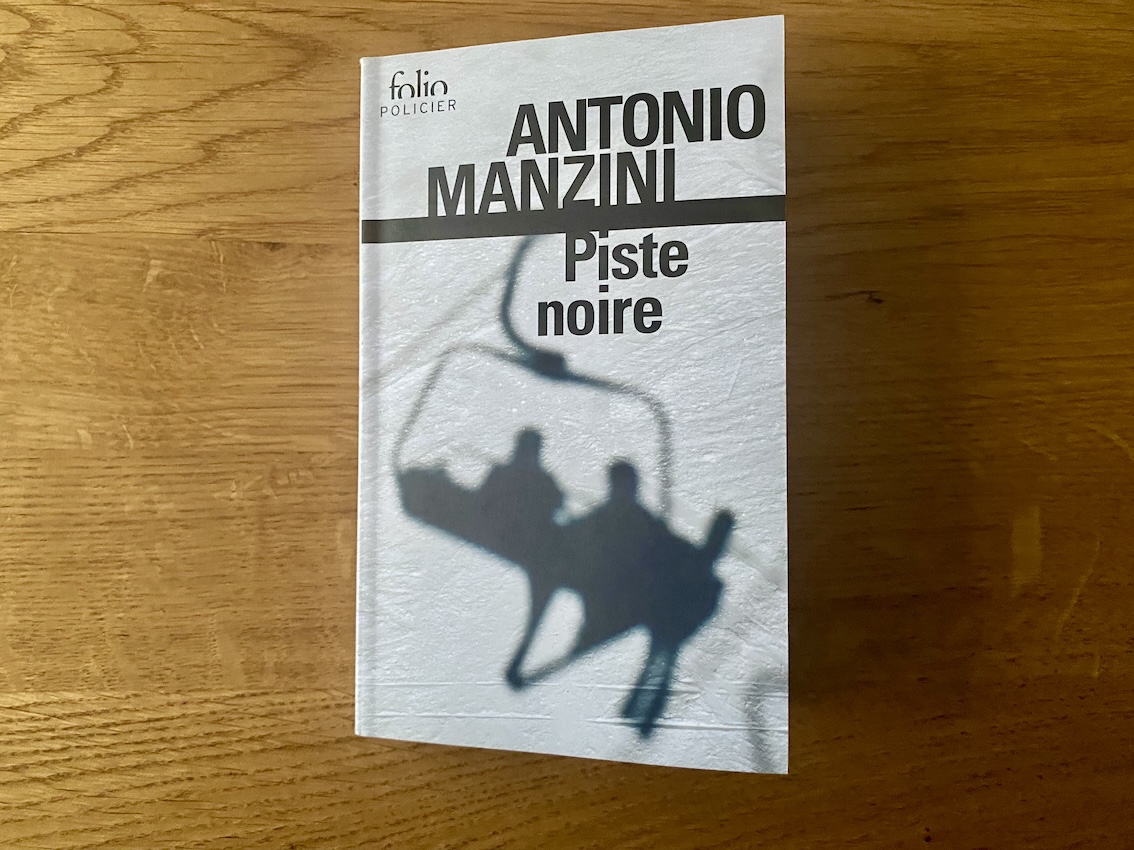 folio
POLICIER
ANTONIO
MANZINI
Piste
noire